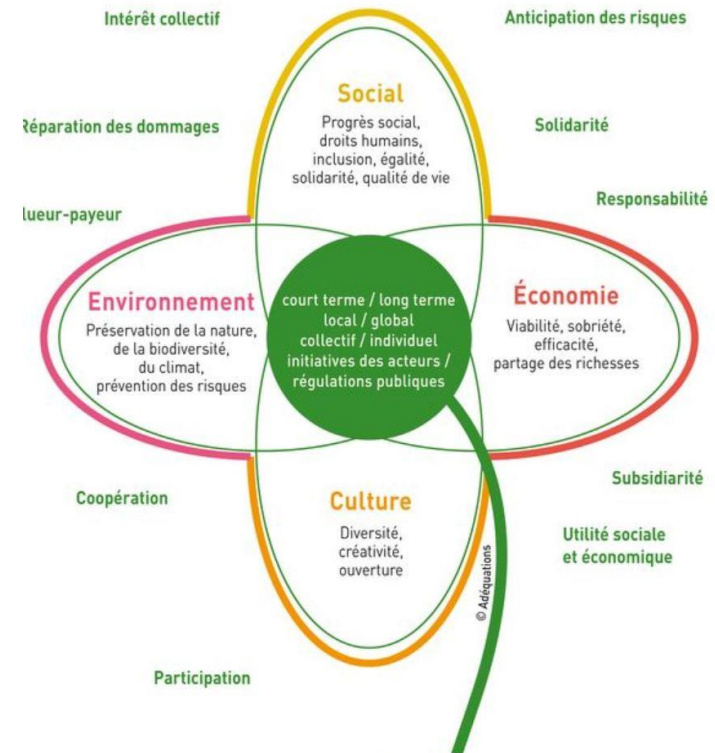 Intérêt collectif
Anticipation des risques
Social
Progrès social,
droits humains,
inclusion, égalité,
solidarité, qualité de vie
Réparation des dommages
Solidarité
lueur-payeur
Responsabilité
Environnement
Préservation de la nature,
de la biodiversité,
du climat,
prévention des risques
court terme / long terme
local / global
collectif / individuel
initiatives des acteurs /
régulations publiques
Économie
Viabilité, sobriété,
efficacité,
partage des richesses
Coopération
Culture
Diversité,
créativité,
ouverture
Subsidiarité
Utilité sociale
et économique
© Adéquations
Participation